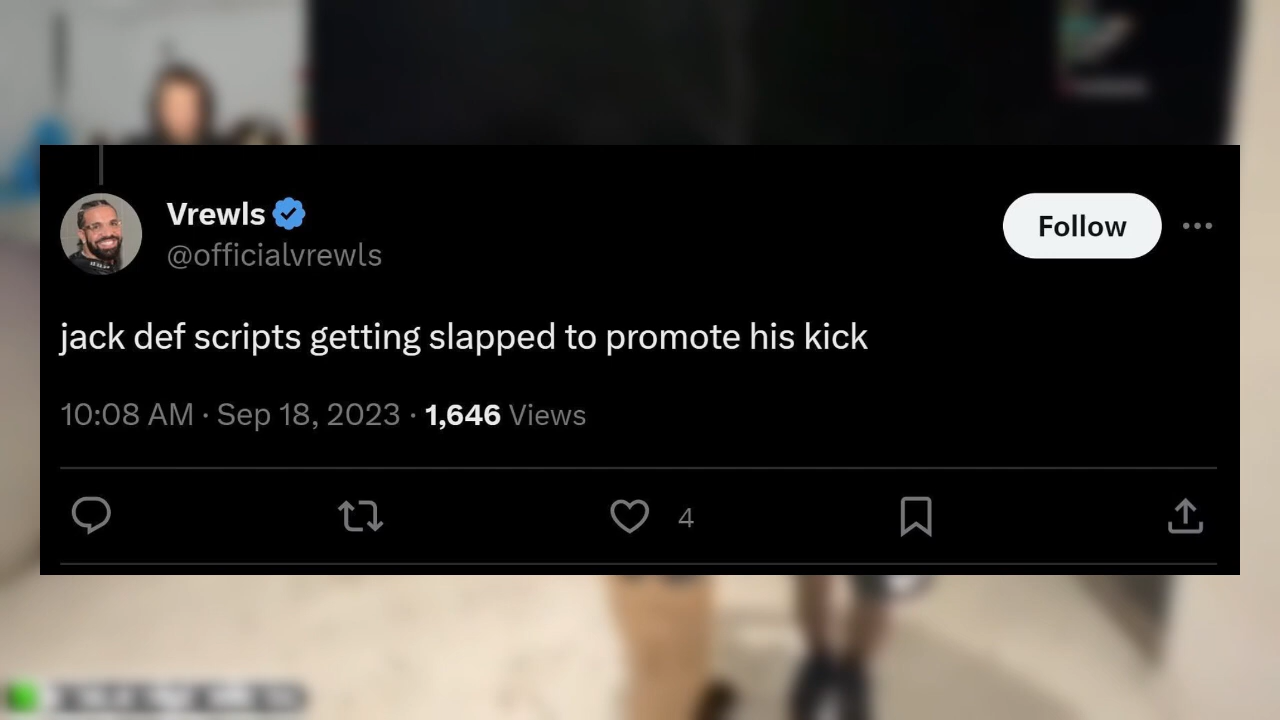 Vrewls
@officialvrewls
Follow
jack def scripts getting slapped to promote his kick
10:08 AM · Sep 18, 2023 · 1,646 Views
4